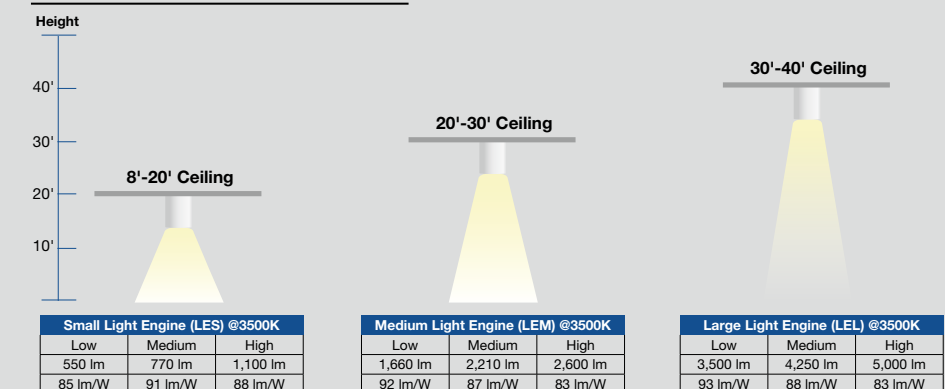 Height
40'
30'
20'
10'
8'-20' Ceiling
20'-30' Ceiling
30'-40' Ceiling
Small Light Engine (LES) @3500K
Low Medium High
550 lm 770 lm 1,100 lm
85 lm/W 91 lm/W 88 lm/W
Medium Light Engine (LEM) @3500K
Low Medium High
1,660 lm 2,210 lm 2,600 lm
92 lm/W 87 lm/W 83 lm/W
Large Light Engine (LEL) @3500K
Low Medium High
3,500 lm 4,250 lm 5,000 lm
93 lm/W 88 lm/W 83 lm/W